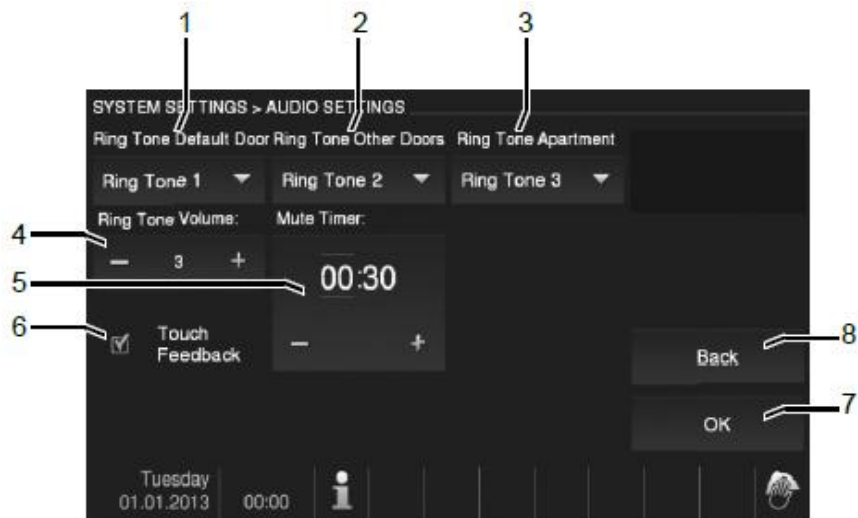 1 2 3
SYSTEM SETTINGS > AUDIO SETTINGS
Ring Tone Default Door Ring Tone Other Doors Ring Tone Apartment
Ring Tone 1 Ring Tone 2 Ring Tone 3
Ring Tone Volume: Mute Timer:
4
− 3 +
00:30
5
6
Touch
Feedback
− +
8
Back
7
OK
Tuesday
01.01.2013 00:00 i